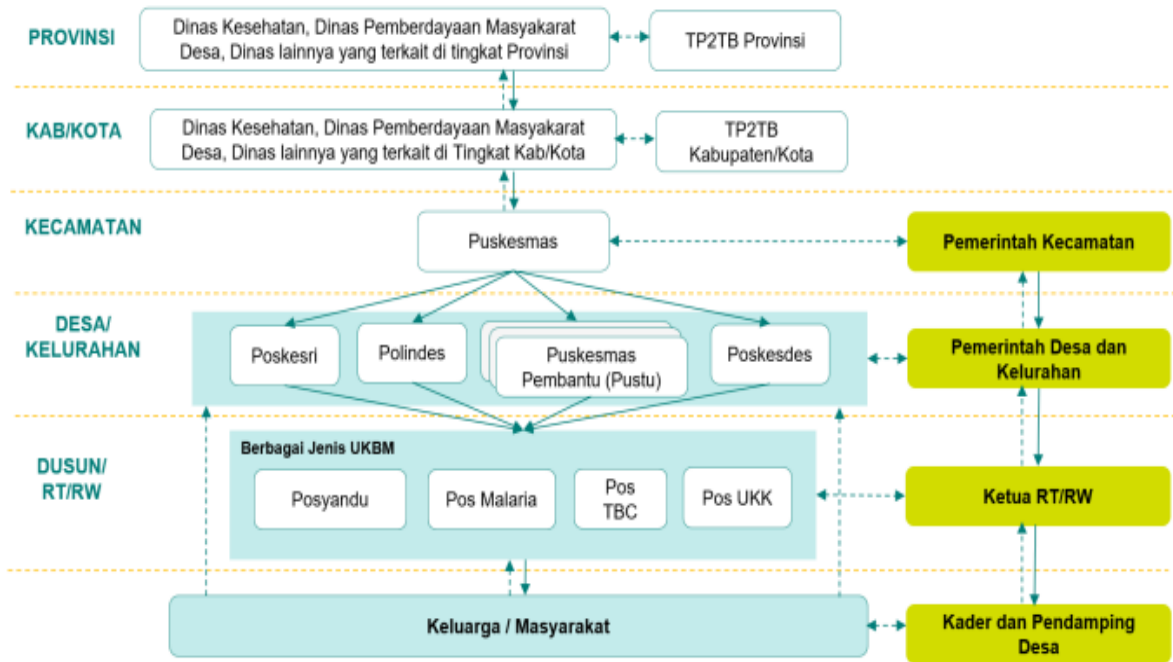 PROVINSI
Dinas Kesehatan, Dinas Pemberdayaan Masyakarat
Desa, Dinas lainnya yang terkait di tingkat Provinsi
TP2TB Provinsi
KAB/KOTA
Dinas Kesehatan, Dinas Pemberdayaan Masyakarat
Desa, Dinas lainnya yang terkait di Tingkat Kab/Kota
TP2TB
Kabupaten/Kota
KECAMATAN
Puskesmas
Pemerintah Kecamatan
DESA/
KELURAHAN
Poskesri
Polindes
Puskesmas
Pembantu (Pustu)
Poskesdes
Pemerintah Desa dan
Kelurahan
DUSUN/
RT/RW
Berbagai Jenis UKBM
Posyandu
Pos Malaria
Pos
TBC
Pos UKK
Ketua RT/RW
Keluarga / Masyarakat
Kader dan Pendamping
Desa